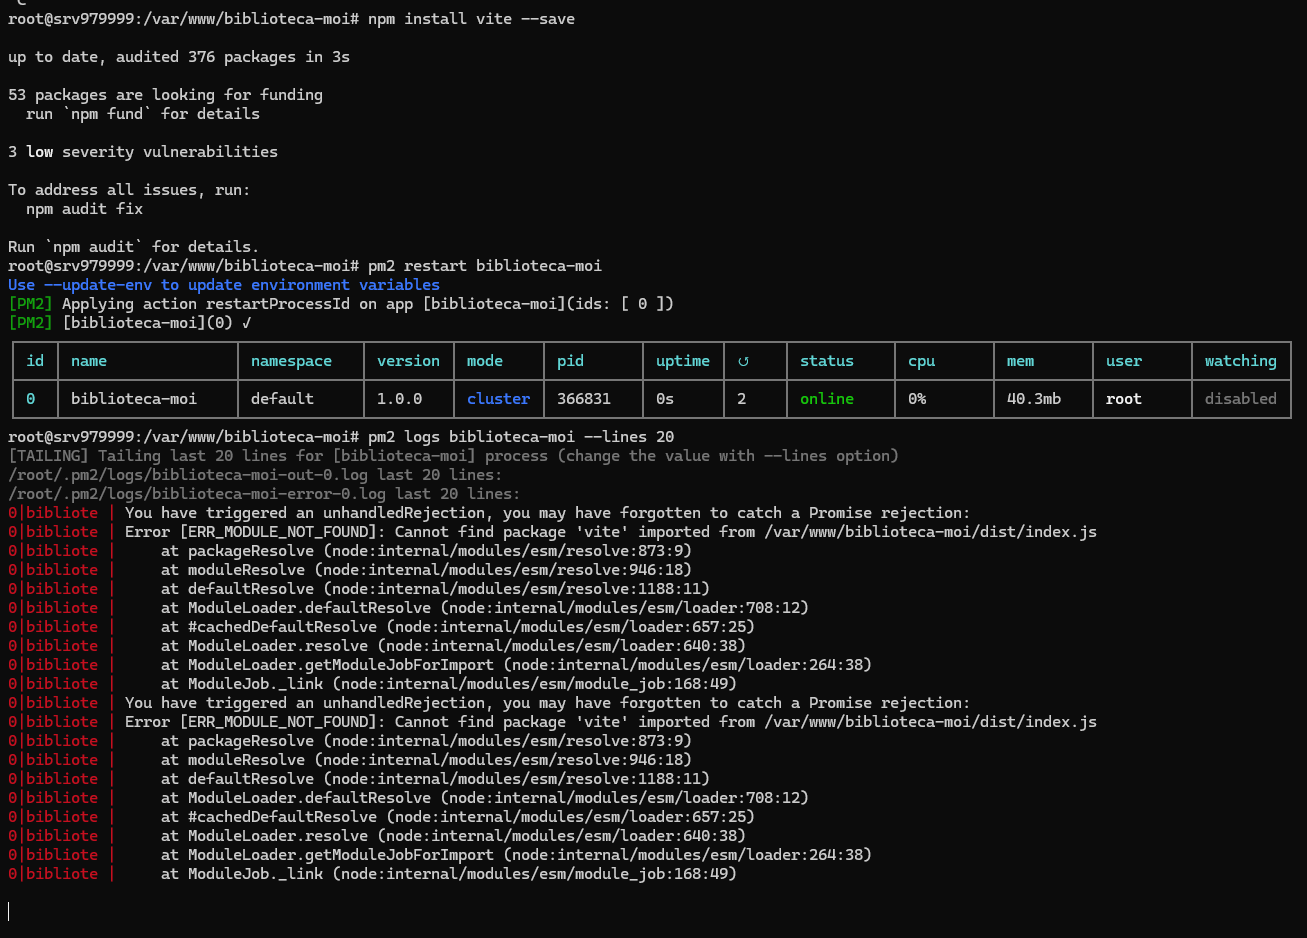 root@srv979999:/var/www/biblioteca-moi# npm install vite --save
up to date, audited 376 packages in 3s
53 packages are looking for funding
  run `npm fund` for details
3 low severity vulnerabilities
To address all issues, run:
  npm audit fix
Run `npm audit` for details.
root@srv979999:/var/www/biblioteca-moi# pm2 restart biblioteca-moi
Use --update-env to update environment variables
[PM2] Applying action restartProcessId on app [biblioteca-moi](ids: [ 0 ])
[PM2] [biblioteca-moi](0) ✓
id name namespace version mode pid uptime ↺ status cpu mem user watching
0 biblioteca-moi default 1.0.0 cluster 366831 0s 2 online 0% 40.3mb root disabled
root@srv979999:/var/www/biblioteca-moi# pm2 logs biblioteca-moi --lines 20
[TAILING] Tailing last 20 lines for [biblioteca-moi] process (change the value with --lines option)
/root/.pm2/logs/biblioteca-moi-out-0.log last 20 lines:
/root/.pm2/logs/biblioteca-moi-error-0.log last 20 lines:
0|bibliote | You have triggered an unhandledRejection, you may have forgotten to catch a Promise rejection:
0|bibliote | Error [ERR_MODULE_NOT_FOUND]: Cannot find package 'vite' imported from /var/www/biblioteca-moi/dist/index.js
0|bibliote |     at packageResolve (node:internal/modules/esm/resolve:873:9)
0|bibliote |     at moduleResolve (node:internal/modules/esm/resolve:946:18)
0|bibliote |     at defaultResolve (node:internal/modules/esm/resolve:1188:11)
0|bibliote |     at ModuleLoader.defaultResolve (node:internal/modules/esm/loader:708:12)
0|bibliote |     at #cachedDefaultResolve (node:internal/modules/esm/loader:657:25)
0|bibliote |     at ModuleLoader.resolve (node:internal/modules/esm/loader:640:38)
0|bibliote |     at ModuleLoader.getModuleJobForImport (node:internal/modules/esm/loader:264:38)
0|bibliote |     at ModuleJob._link (node:internal/modules/esm/module_job:168:49)
0|bibliote | You have triggered an unhandledRejection, you may have forgotten to catch a Promise rejection:
0|bibliote | Error [ERR_MODULE_NOT_FOUND]: Cannot find package 'vite' imported from /var/www/biblioteca-moi/dist/index.js
0|bibliote |     at packageResolve (node:internal/modules/esm/resolve:873:9)
0|bibliote |     at moduleResolve (node:internal/modules/esm/resolve:946:18)
0|bibliote |     at defaultResolve (node:internal/modules/esm/resolve:1188:11)
0|bibliote |     at ModuleLoader.defaultResolve (node:internal/modules/esm/loader:708:12)
0|bibliote |     at #cachedDefaultResolve (node:internal/modules/esm/loader:657:25)
0|bibliote |     at ModuleLoader.resolve (node:internal/modules/esm/loader:640:38)
0|bibliote |     at ModuleLoader.getModuleJobForImport (node:internal/modules/esm/loader:264:38)
0|bibliote |     at ModuleJob._link (node:internal/modules/esm/module_job:168:49)